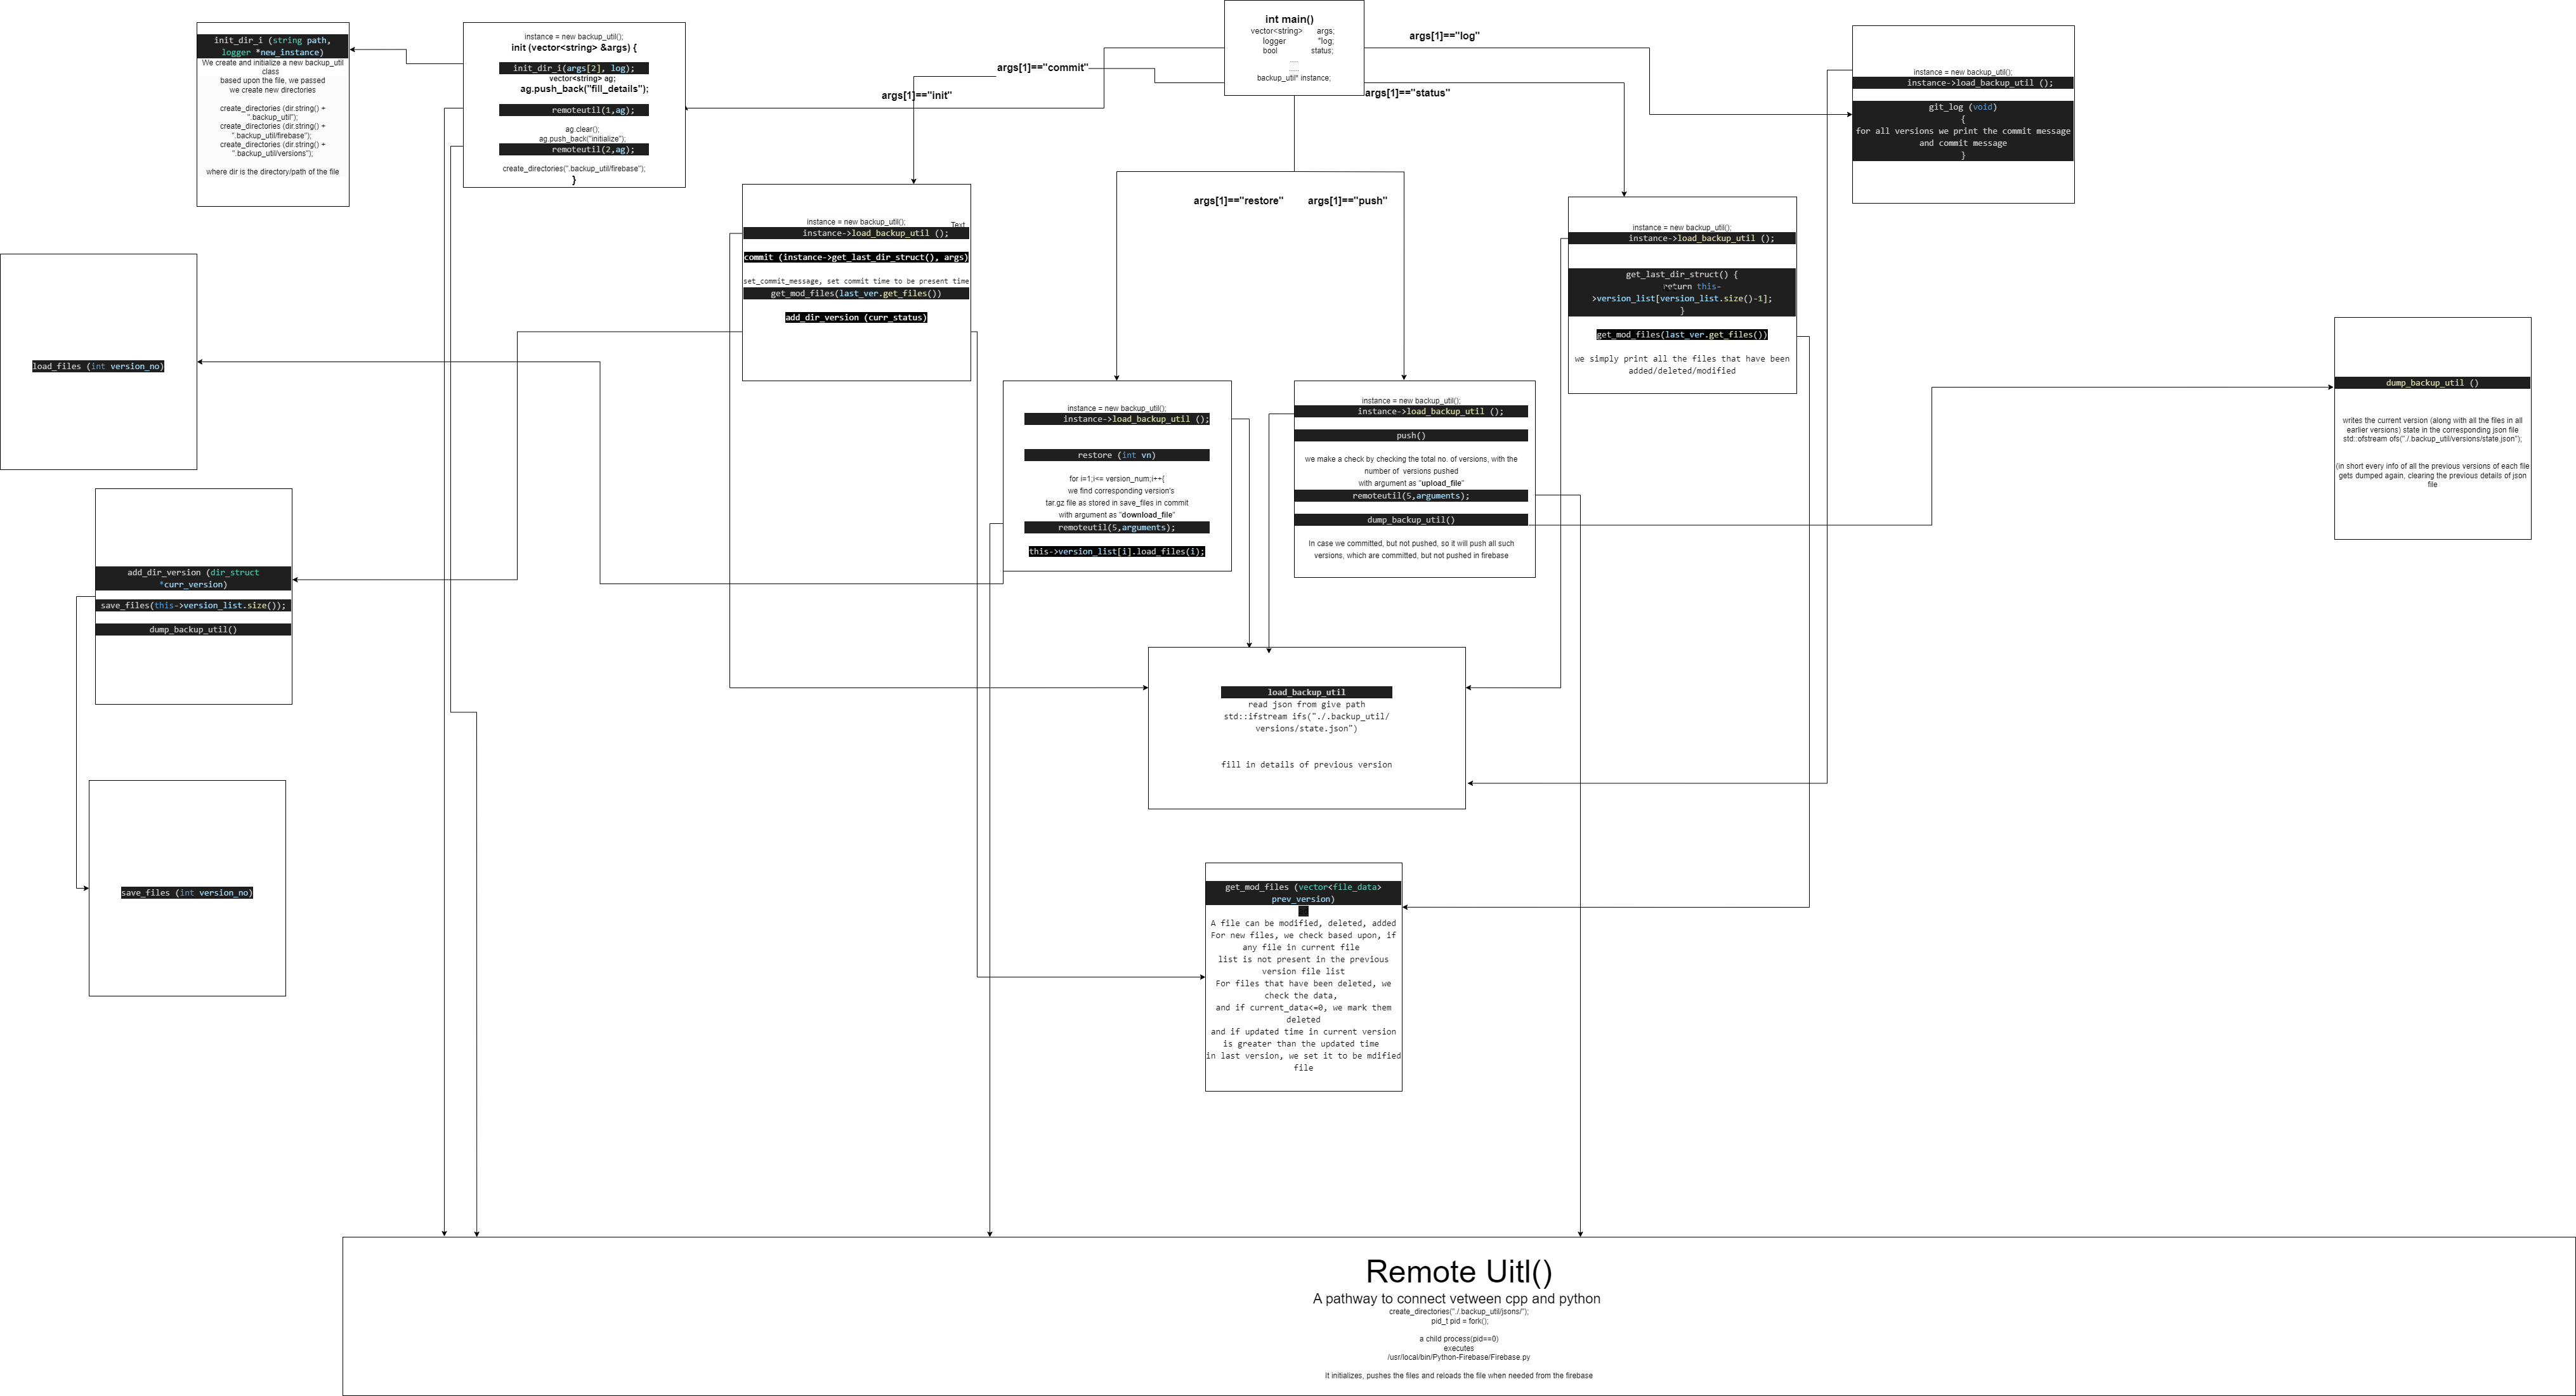 int main()
vector<string> args;
logger *log;
bool status;
....
.....
backup_util* instance;
args[1]=="log"
args[1]=="commit"
args[1]=="init"
args[1]=="status"
args[1]=="restore"
args[1]=="push"
init_dir_i (string path,
logger *new_instance)
We create and initialize a new backup_util
class
based upon the file, we passed
we create new directories
create_directories (dir.string() +
".backup_util");
create_directories (dir.string() +
".backup_util/firebase");
create_directories (dir.string() +
".backup_util/versions");
where dir is the directory/path of the file
instance = new backup_util();
init (vector<string> &args) {
init_dir_i(args[2], log);
vector<string> ag;
ag.push_back("fill_details");
remoteutil(1,ag);
ag.clear();
ag.push_back("initialize");
remoteutil(2,ag);
create_directories(".backup_util/firebase");
}
instance = new backup_util();
instance->load_backup_util ();
git_log (void)
{
for all versions we print the commit message
and commit message
}
instance = new backup_util();
Text
instance->load_backup_util ();
commit (instance->get_last_dir_struct(), args)
set_commit_message, set commit time to be present time
get_mod_files(last_ver.get_files())
add_dir_version (curr_status)
instance = new backup_util();
instance->load_backup_util ();
get_last_dir_struct() {
return this-
>version_list[version_list.size()-1];
}
get_mod_files(last_ver.get_files())
we simply print all the files that have been
added/deleted/modified
load_files (int version_no)
instance = new backup_util();
instance->load_backup_util ();
restore (int vn)
for i=1;i<= version_num;i++{
we find corresponding version's
tar.gz file as stored in save_files in commit
with argument as "download_file"
remoteutil(5,arguments);
this->version_list[i].load_files(i);
instance = new backup_util();
instance->load_backup_util ();
push()
we make a check by checking the total no. of versions, with the
number of versions pushed
with argument as "upload_file"
remoteutil(5,arguments);
dump_backup_util()
In case we committed, but not pushed, so it will push all such
versions, which are committed, but not pushed in firebase
dump_backup_util ()
writes the current version (along with all the files in all
earlier versions) state in the corresponding json file
std::ofstream ofs("./.backup_util/versions/state.json");
(in short every info of all the previous versions of each file
gets dumped again, clearing the previous details of json
file
add_dir_version (dir_struct
*curr_version)
save_files(this->version_list.size());
dump_backup_util()
load_backup_util
read json from give path
std::ifstream ifs("./.backup_util/
versions/state.json")
fill in details of previous version
save_files (int version_no)
get_mod_files (vector<file_data>
prev_version)
A file can be modified, deleted, added
For new files, we check based upon, if
any file in current file
list is not present in the previous
version file list
For files that have been deleted, we
check the data,
and if current_data<=0, we mark them
deleted
and if updated time in current version
is greater than the updated time
in last version, we set it to be mdified
file
Remote Uitl()
A pathway to connect vetween cpp and python
create_directories("./.backup_util/jsons/");
pid_t pid = fork();
a child process(pid==0)
executes
/usr/local/bin/Python-Firebase/Firebase.py
It initializes, pushes the files and reloads the file when needed from the firebase